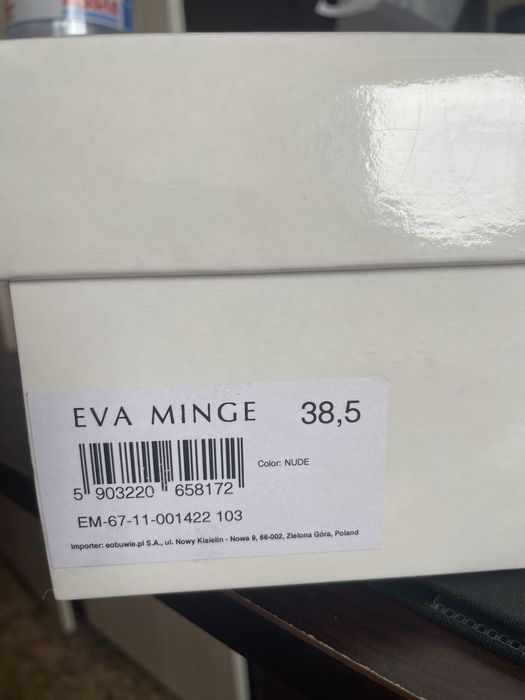 EVA MINGE 38,5
Color: NUDE
5 903220 658172
EM-67-11-001422 103
Importer: eobuwie.pl S.A., ul. Nowy Kisielin - Nowa 9, 66-002, Zielona Góra, Poland